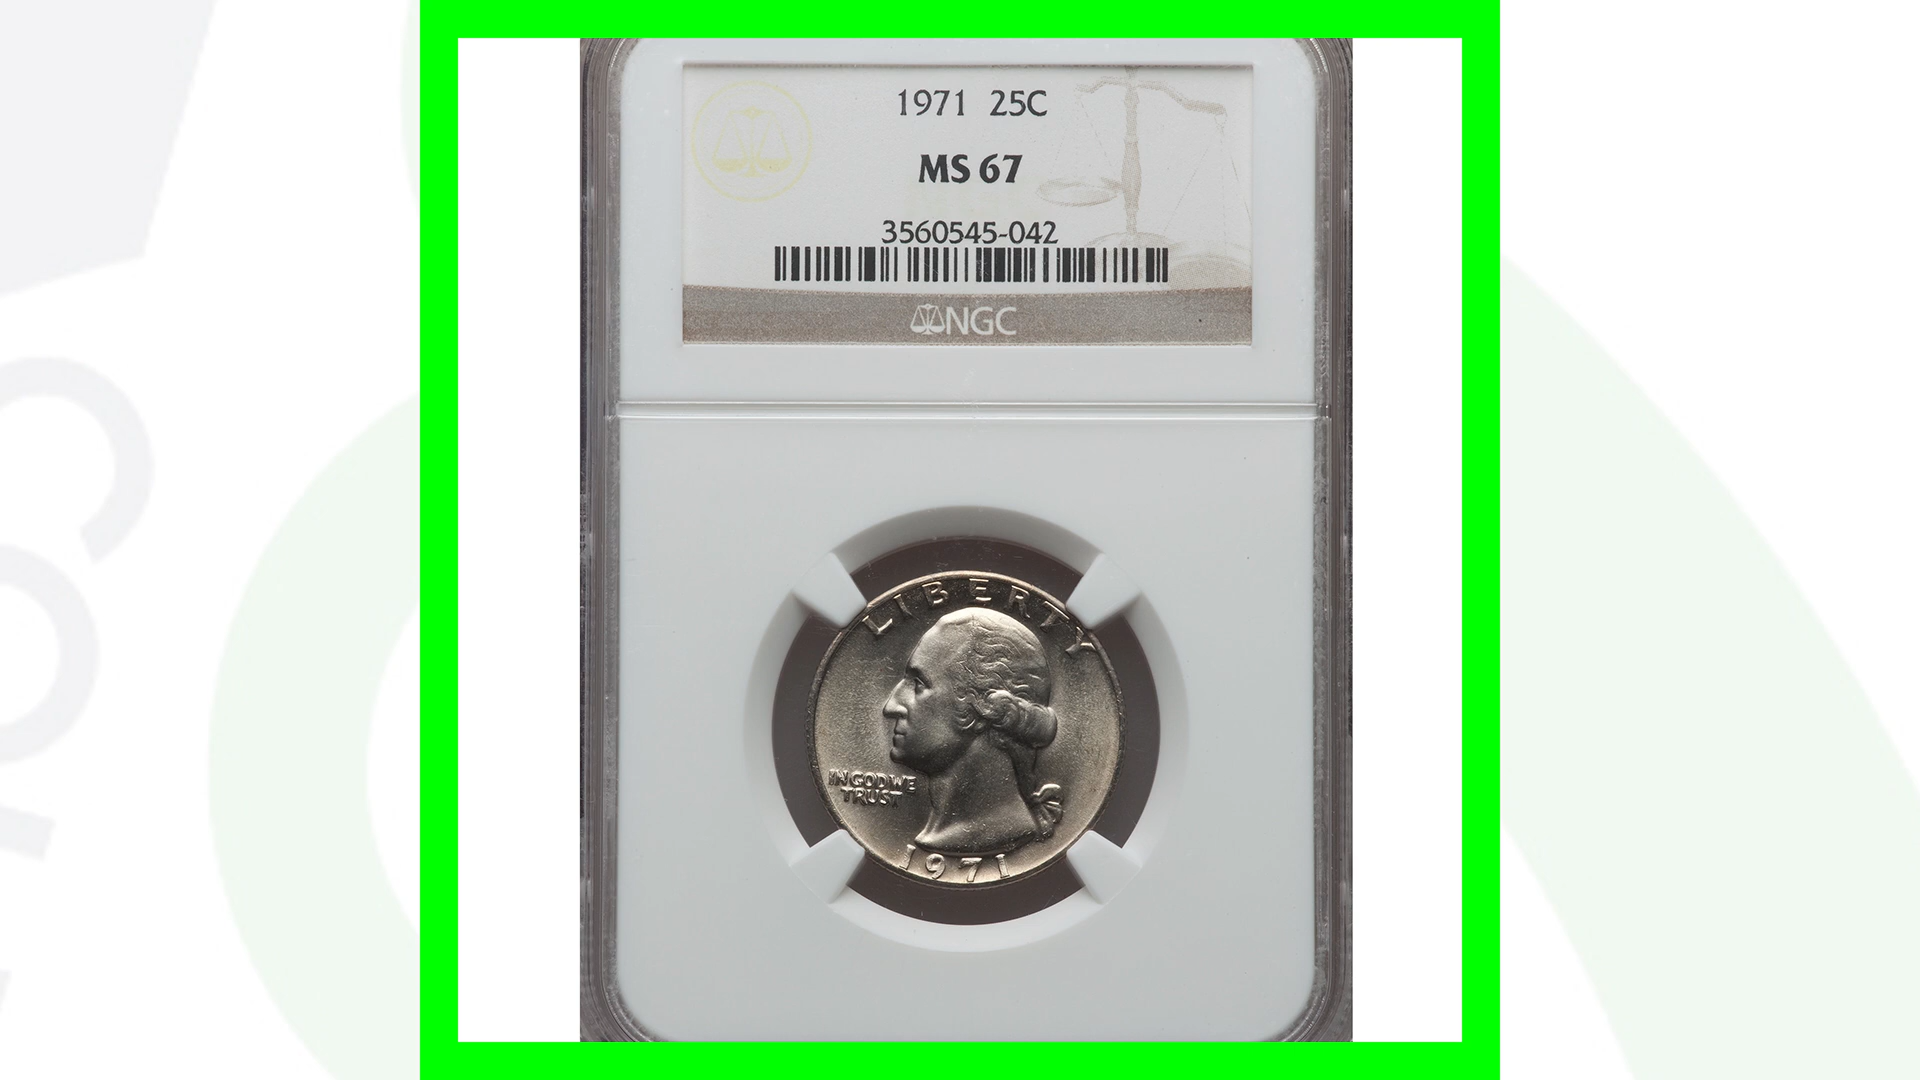 1971 25C
MS 67
3560545-042
NGC
LIBERTY
IN GOD WE
TRUST
1971